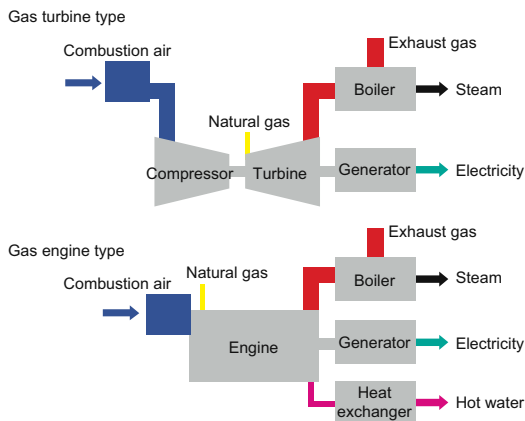 Gas turbine type
Combustion air
Exhaust gas
Boiler
Steam
Natural gas
Compressor
Turbine
Generator
Electricity
Gas engine type
Combustion air
Natural gas
Exhaust gas
Boiler
Steam
Engine
Generator
Electricity
Heat
exchanger
Hot water